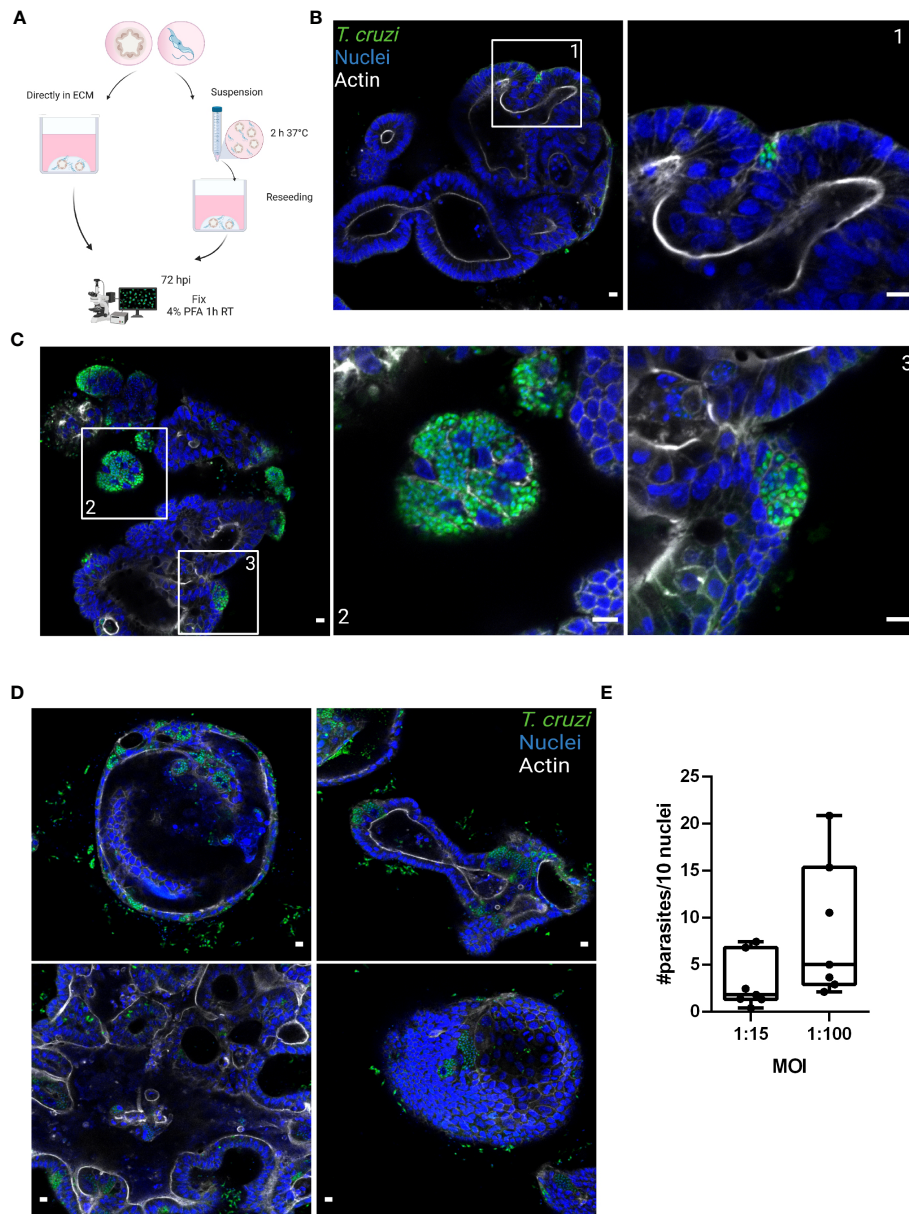 A
Directly in ECM
Suspension
2 h 37°C
Reseeding
72 hpi
Fix
4% PFA 1h RT
B
T. cruzi
Nuclei
Actin
1
1
C
2
3
2
3
D
T. cruzi
Nuclei
Actin
E
#parasites/10 nuclei
25
20
15
10
5
0
1:15
1:100
MOI